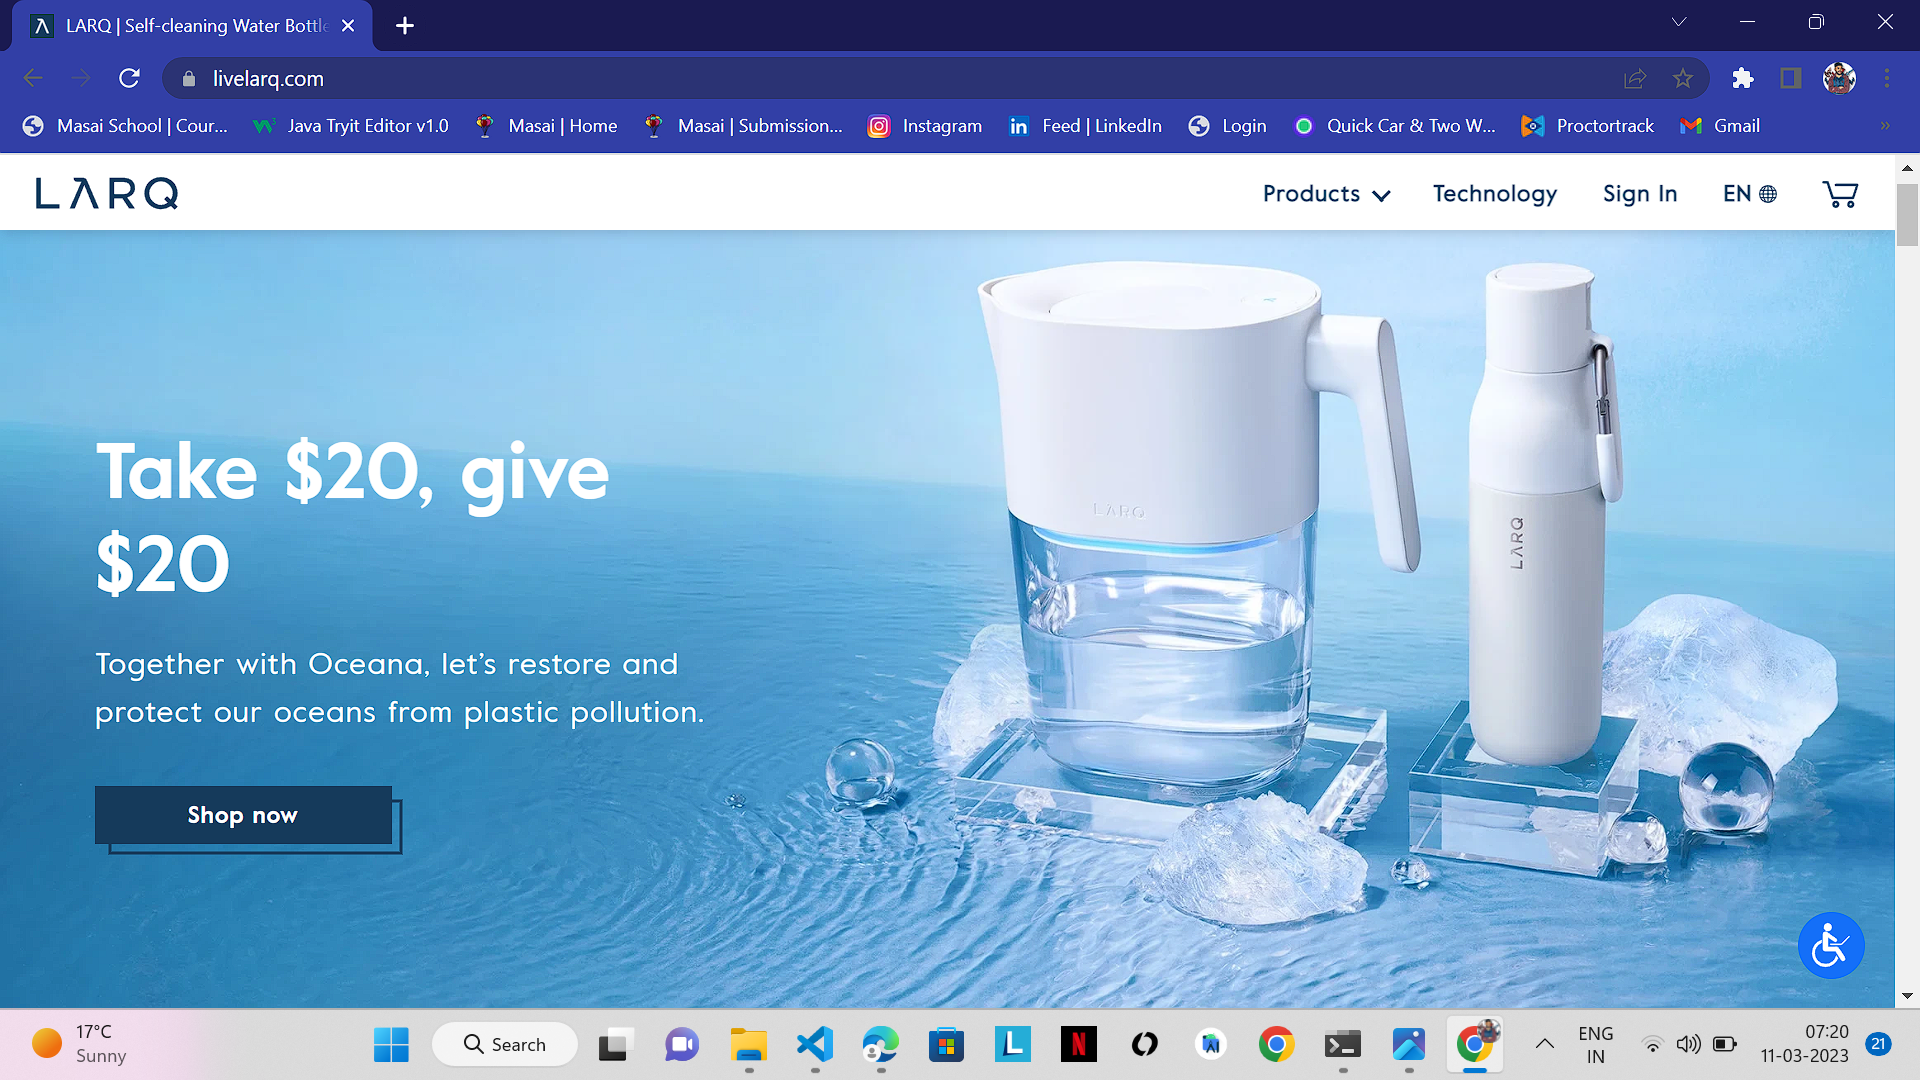 LARQ | Self-cleaning Water Bottle
livelarq.com
Masai School | Cour...
Java Tryit Editor v1.0
Masai | Home
Masai | Submission...
Instagram
Feed | LinkedIn
Login
Quick Car & Two W...
Proctortrack
Gmail
LARQ
Products
Technology
Sign In
EN
LARQ
LARQ
Take $20, give
$20
Together with Oceana, let's restore and
protect our oceans from plastic pollution.
Shop now
17°C
Sunny
Search
ENG
IN
07:20
11-03-2023
21